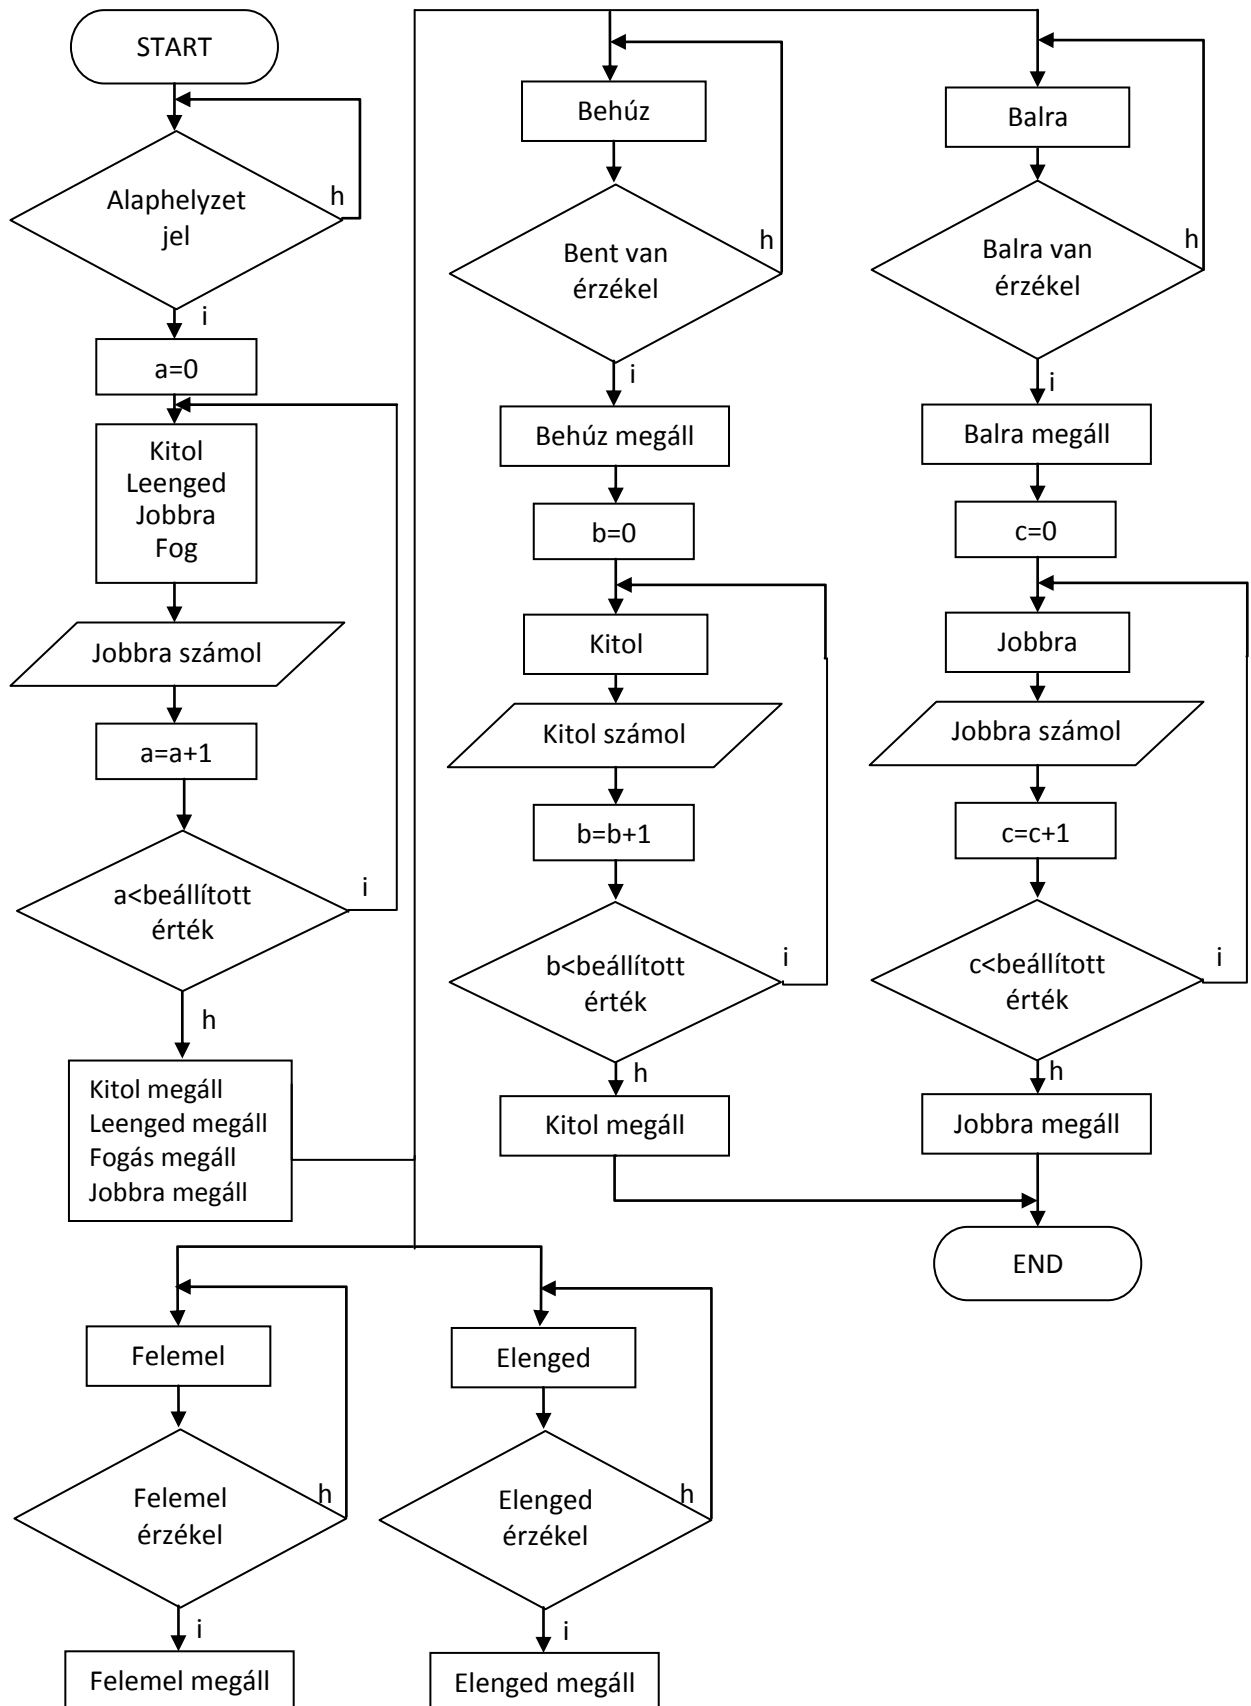 START
Alaphelyzet
jel
h
i
a=0
Kitol
Leenged
Jobbra
Fog
Jobbra számol
a=a+1
a<beállított
érték
i
h
Kitol megáll
Leenged megáll
Fogás megáll
Jobbra megáll
Behúz
Bent van
érzékel
h
i
Behúz megáll
b=0
Kitol
Kitol számol
b=b+1
b<beállított
érték
i
h
Kitol megáll
Balra
Balra van
érzékel
h
i
Balra megáll
c=0
Jobbra
Jobbra számol
c=c+1
c<beállított
érték
i
h
Jobbra megáll
END
Felemel
Felemel
érzékel
h
i
Felemel megáll
Elenged
Elenged
érzékel
h
i
Elenged megáll